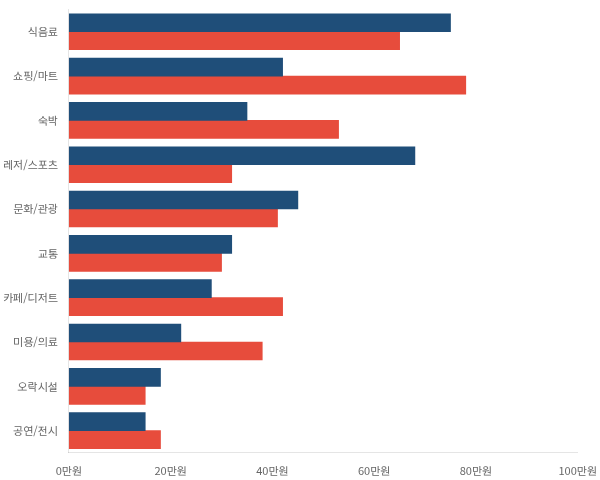 식음료
쇼핑/마트
숙박
레저/스포츠
문화/관광
교통
카페/디저트
미용/의료
오락시설
공연/전시
0만원 20만원 40만원 60만원 80만원 100만원